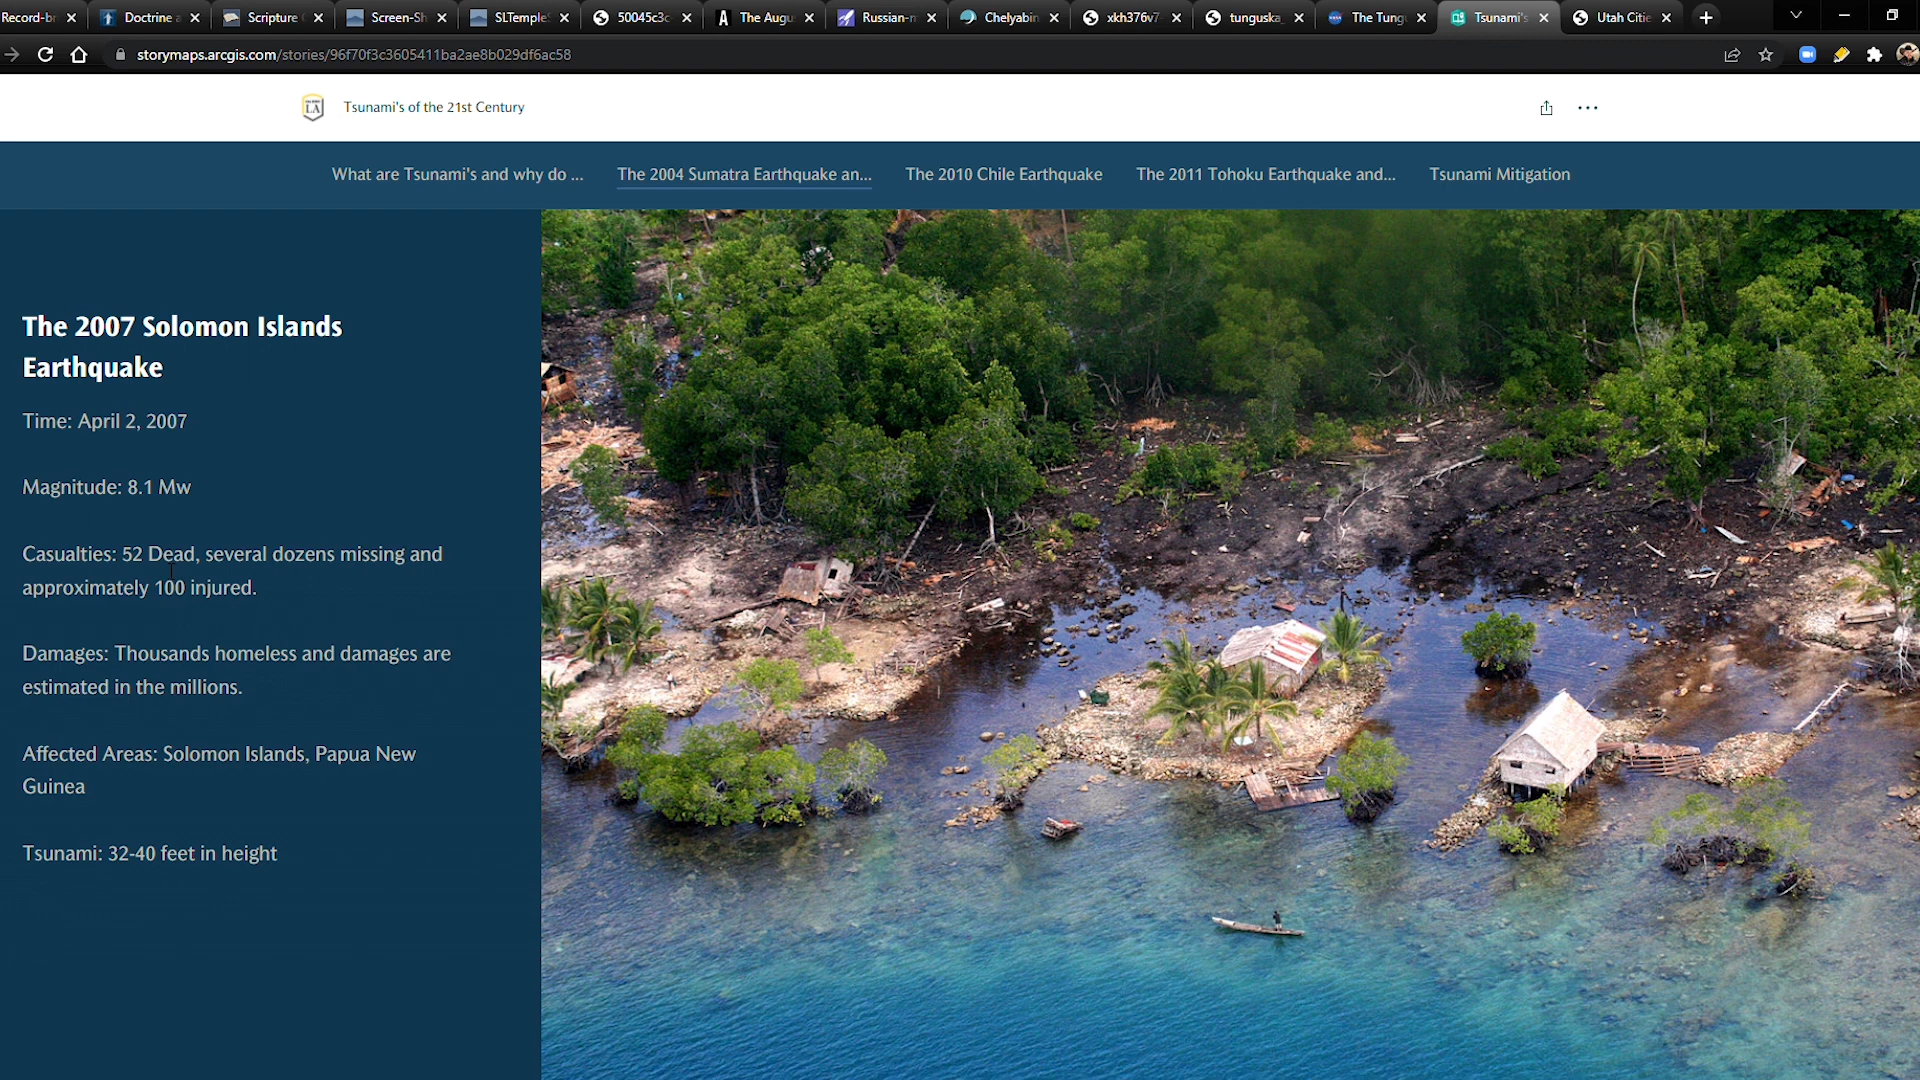 Record-br
Doctrine a
Scripture C
Screen-Sh
SLTempleS
50045c3c-
The Augu
Russian-m
Chelyabin
xkh376v7
tunguska_
The Tung
Tsunami's
Utah Citie
storymaps.arcgis.com/stories/96f70f3c3605411ba2ae8b029df6ac58
LA
Tsunami's of the 21st Century
What are Tsunami's and why do ...
The 2004 Sumatra Earthquake an...
The 2010 Chile Earthquake
The 2011 Tohoku Earthquake and...
Tsunami Mitigation
The 2007 Solomon Islands
Earthquake
Time: April 2, 2007
Magnitude: 8.1 Mw
Casualties: 52 Dead, several dozens missing and
approximately 100 injured.
Damages: Thousands homeless and damages are
estimated in the millions.
Affected Areas: Solomon Islands, Papua New
Guinea
Tsunami: 32-40 feet in height